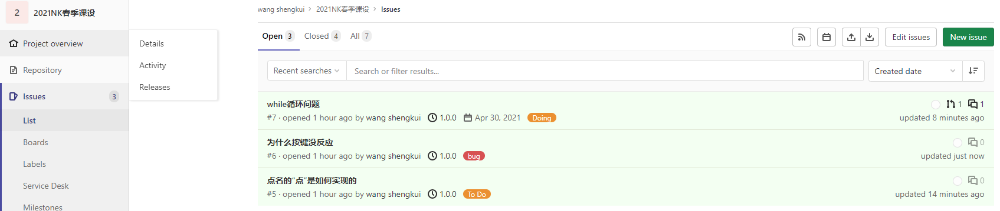 2 2021NK春季课设
Project overview
Repository
Issues 3
List
Boards
Labels
Service Desk
Milestones
Details
Activity
Releases
wang shengkui > 2021NK春季课设 > Issues
Open 3 Closed 4 All 7
Edit issues New issue
Recent searches Search or filter results... Created date
while循环问题 1 1
#7 · opened 1 hour ago by wang shengkui 1.0.0 Apr 30, 2021 Doing updated 8 minutes ago
为什么按键没反应 0
#6 · opened 1 hour ago by wang shengkui 1.0.0 bug updated just now
点名的“点”是如何实现的 0
#5 · opened 1 hour ago by wang shengkui 1.0.0 To Do updated 14 minutes ago